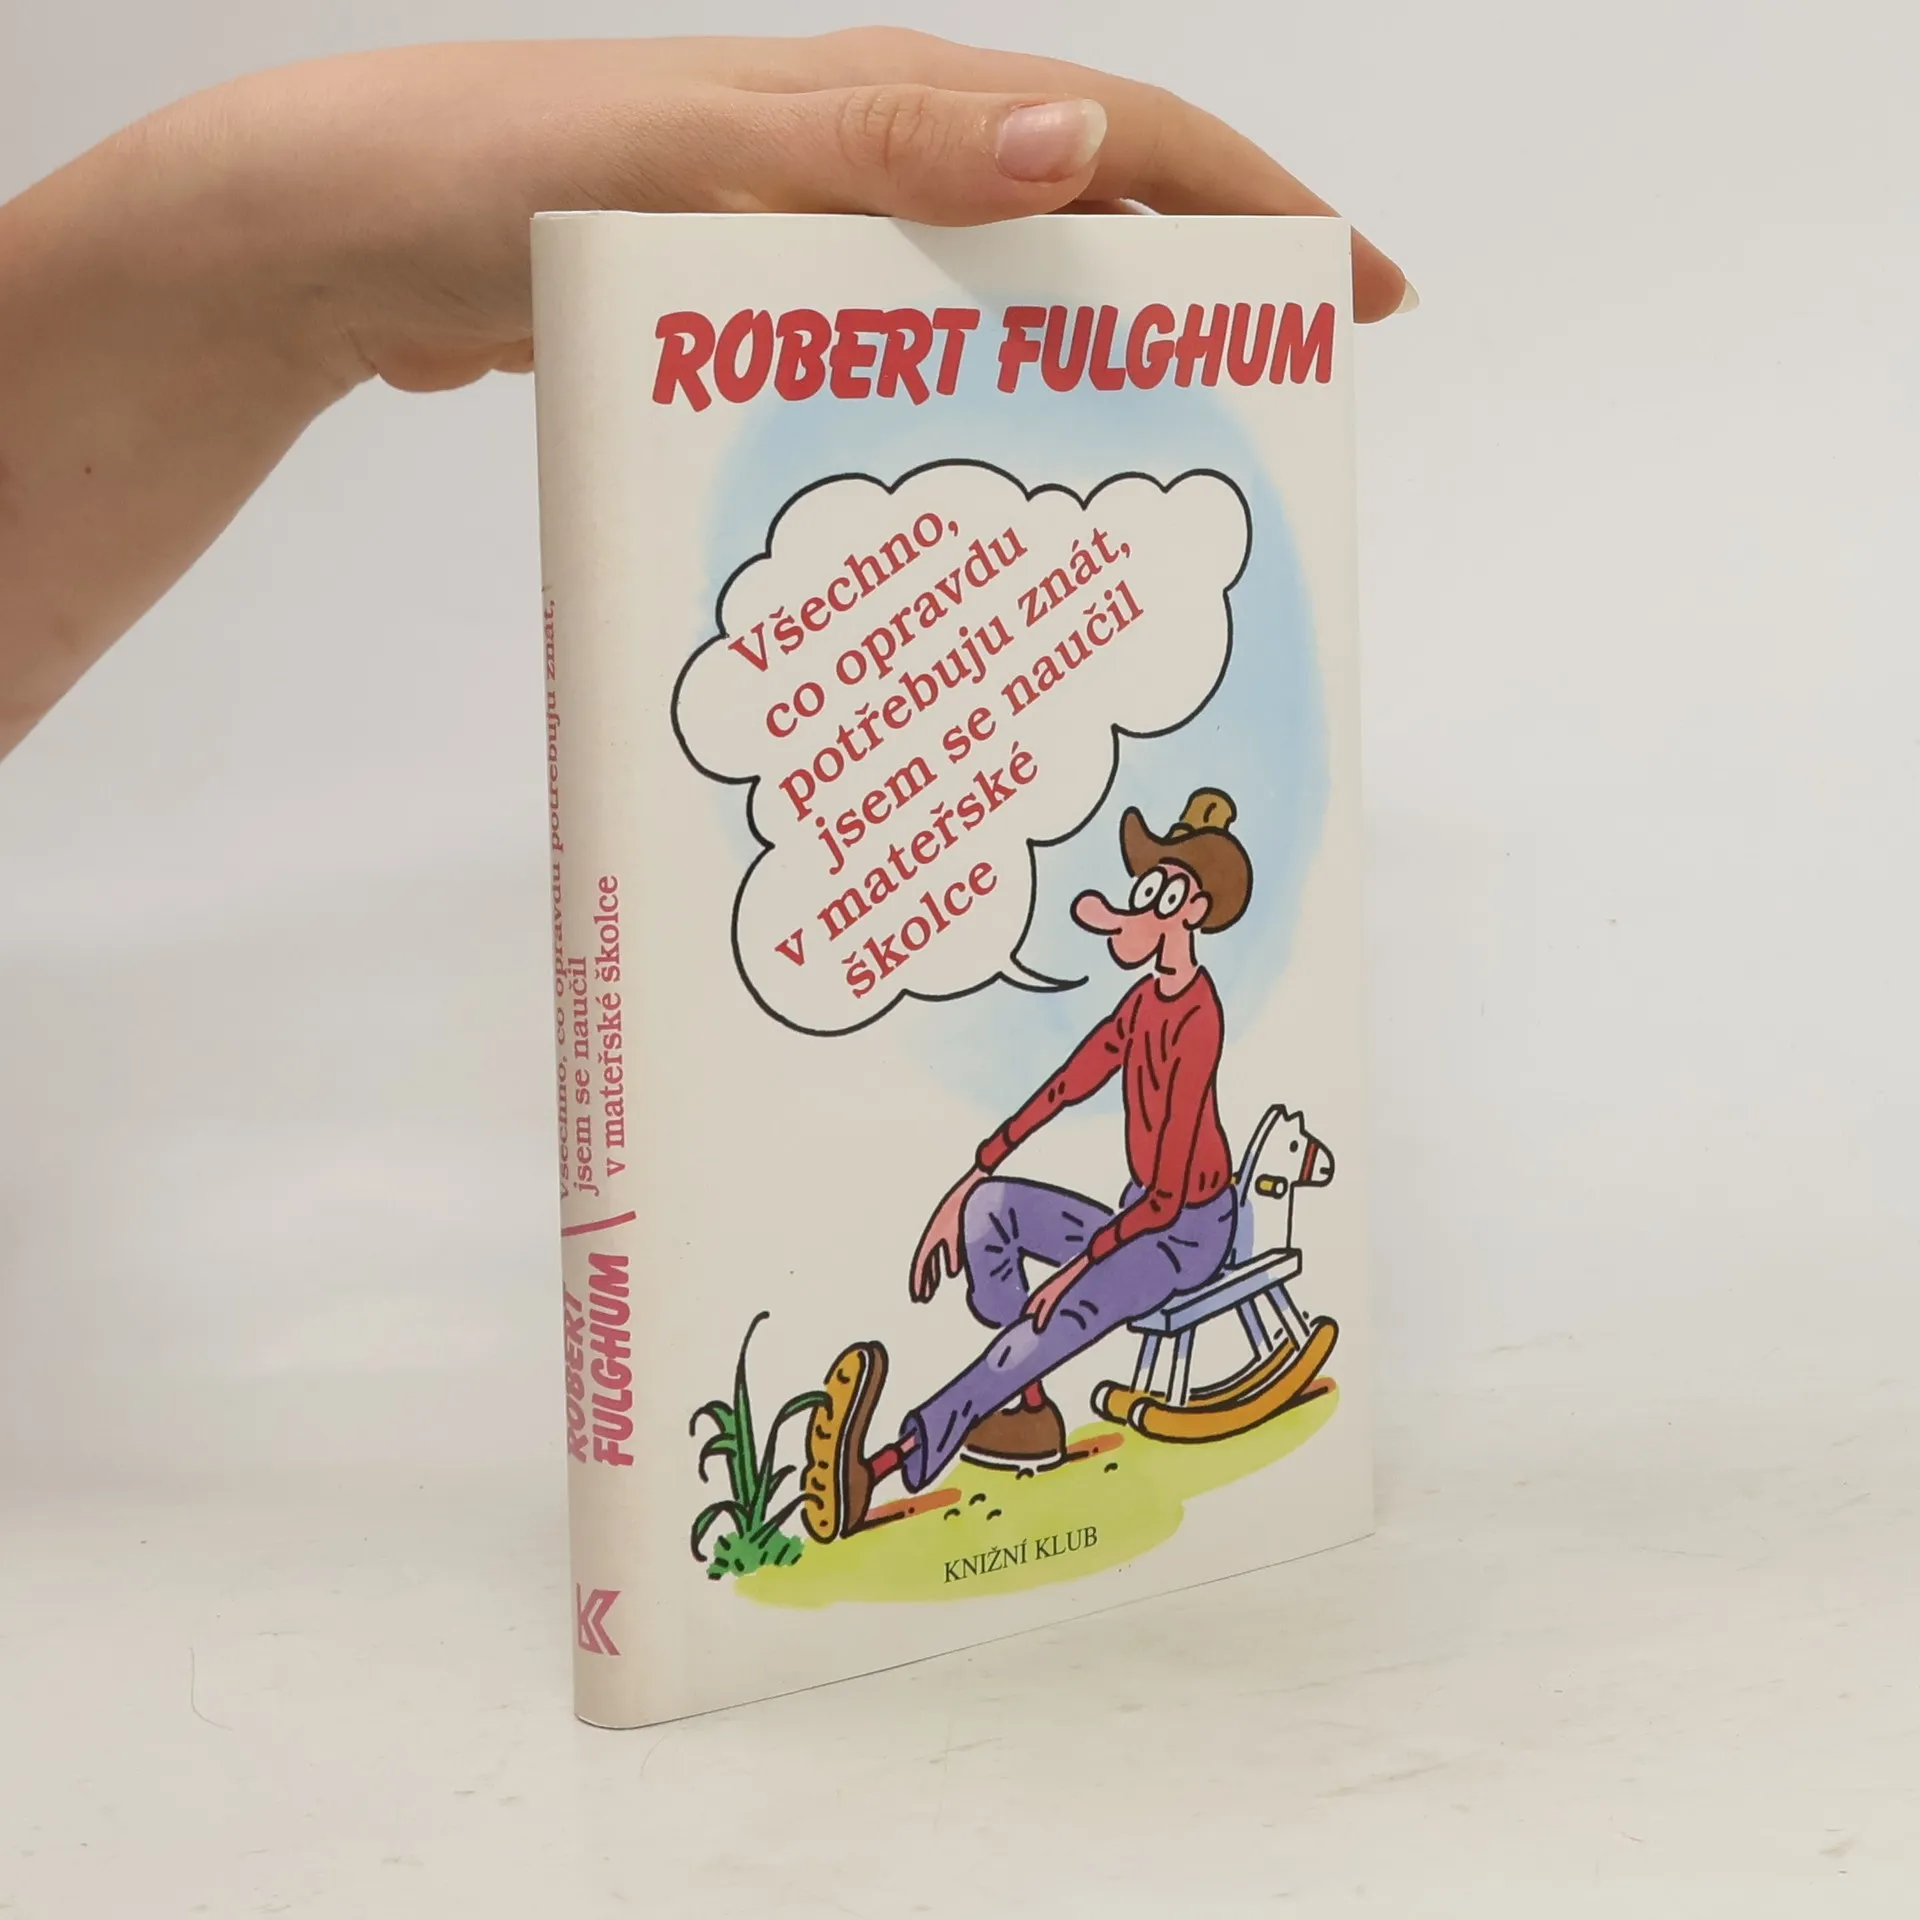 ROBERT FULGHUM
Všechno,
co opravdu
potřebuju znát,
jsem se naučil
v mateřské
školce
KNIŽNÍ KLUB
Všechno, co opravdu potřebuju znát,
jsem se naučil
v mateřské školce
ROBERT
FULGHUM